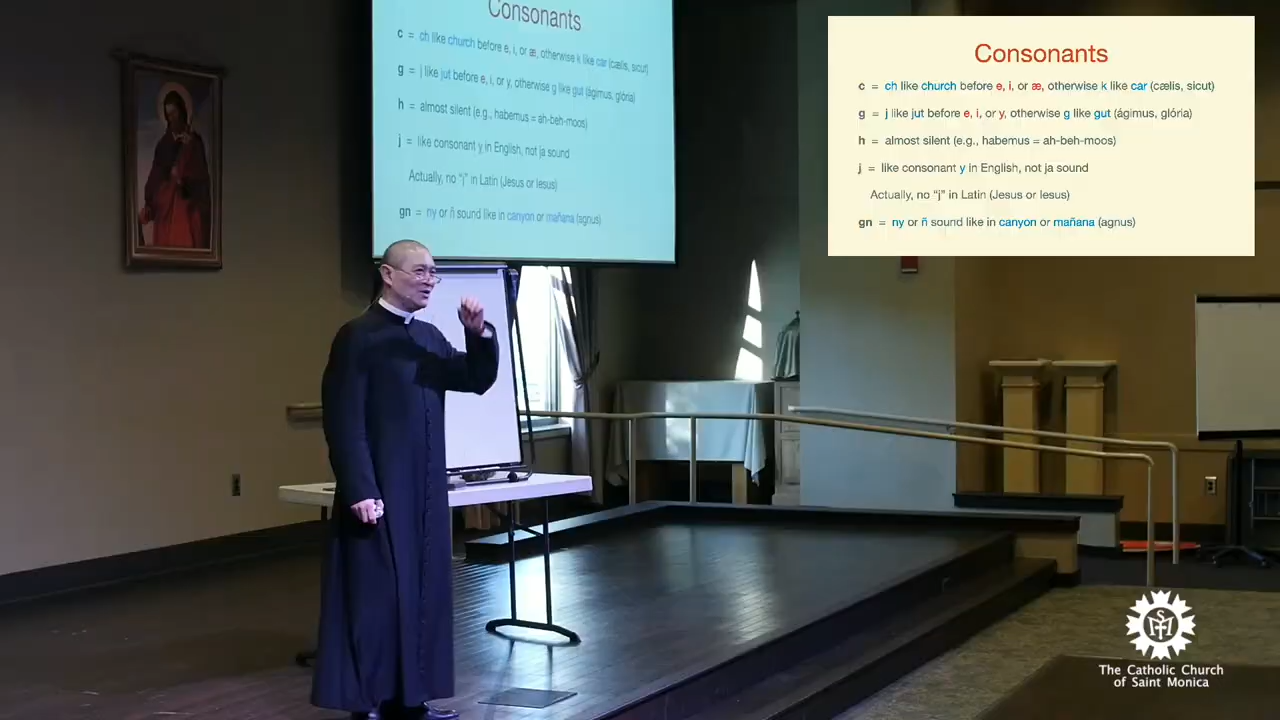 Consonants
c = ch like church before e, i, or æ, otherwise k like car (cælis, sicut)
g = j like jut before e, i, or y, otherwise g like gut (ágimus, glória)
h = almost silent (e.g., habemus = ah-beh-moos)
j = like consonant y in English, not ja sound
Actually, no “j” in Latin (Jesus or Iesus)
gn = ny or ñ sound like in canyon or mañana (agnus)
Consonants
c = ch like church before e, i, or æ, otherwise k like car (cælis, sicut)
g = j like jut before e, i, or y, otherwise g like gut (ágimus, glória)
h = almost silent (e.g., habemus = ah-beh-moos)
j = like consonant y in English, not ja sound
Actually, no “j” in Latin (Jesus or Iesus)
gn = ny or ñ sound like in canyon or mañana (agnus)
The Catholic Church
of Saint Monica